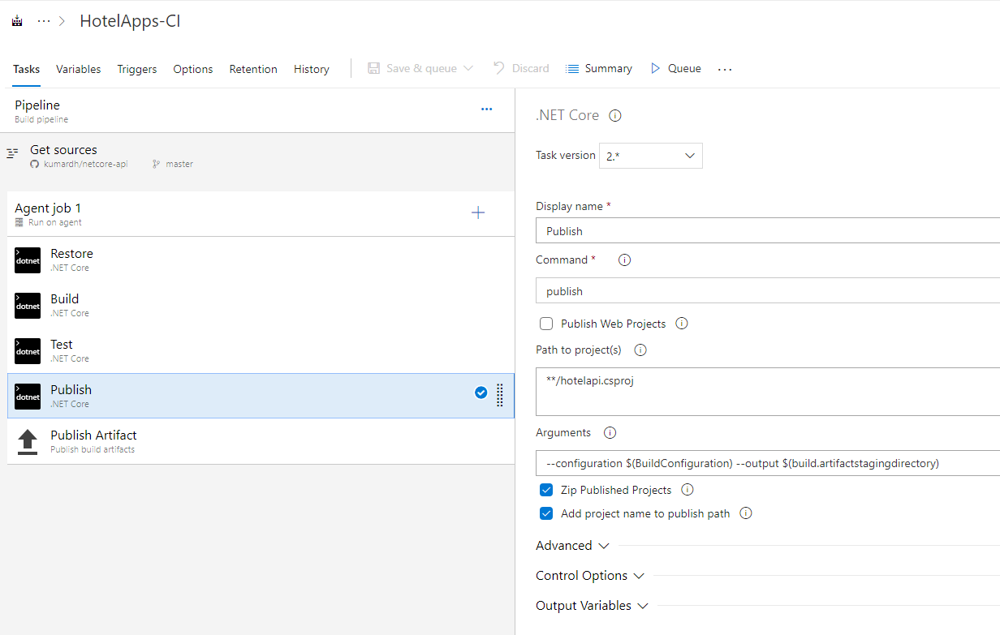 ··· > HotelApps-CI
Tasks Variables Triggers Options Retention History Save & queue Discard Summary Queue ···
Pipeline ···
Build pipeline
Get sources
kumardh/netcore-api master
Agent job 1
Run on agent
> dotnet Restore
.NET Core
> dotnet Build
.NET Core
> dotnet Test
.NET Core
> dotnet Publish
.NET Core
Publish Artifact
Publish build artifacts
.NET Core
Task version 2.*
Display name *
Publish
Command *
publish
Publish Web Projects
Path to project(s)
**/hotelapi.csproj
Arguments
--configuration $(BuildConfiguration) --output $(build.artifactstagingdirectory)
Zip Published Projects
Add project name to publish path
Advanced
Control Options
Output Variables